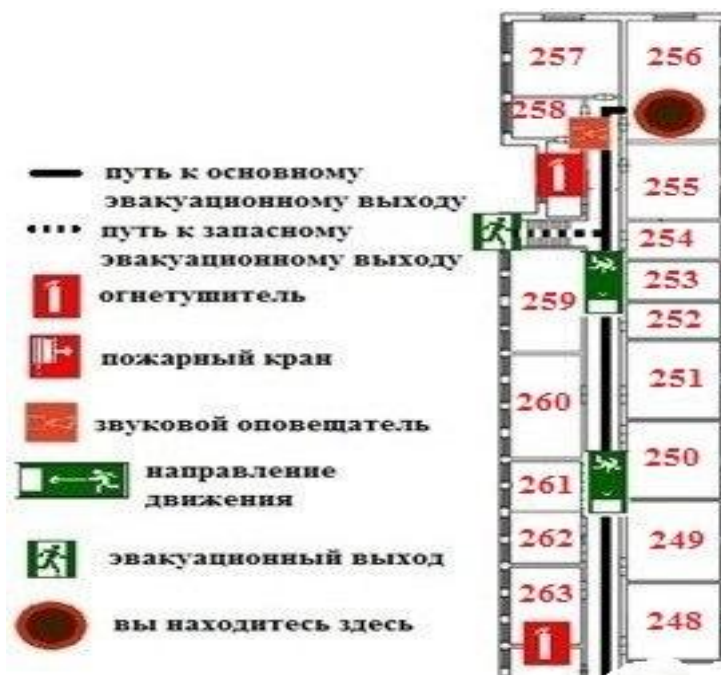 257
256
258
255
254
253
259
252
251
260
250
261
262
249
263
248
путь к основному
эвакуационному выходу
путь к запасному
эвакуационному выходу
огнетушитель
пожарный кран
звуковой оповещатель
направление
движения
эвакуационный выход
вы находитесь здесь